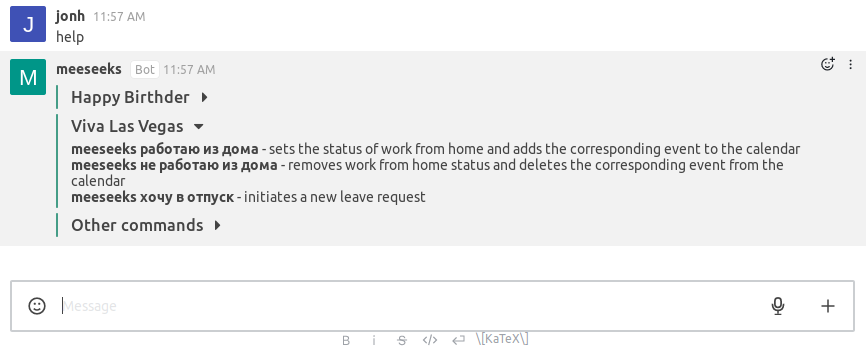 J
jonh 11:57 AM
help
M
meeseeks Bot 11:57 AM
Happy Birthder
Viva Las Vegas
meeseeks работаю из дома - sets the status of work from home and adds the corresponding event to the calendar
meeseeks не работаю из дома - removes work from home status and deletes the corresponding event from the
calendar
meeseeks хочу в отпуск - initiates a new leave request
Other commands
Message
B i S </> \[KaTeX\]